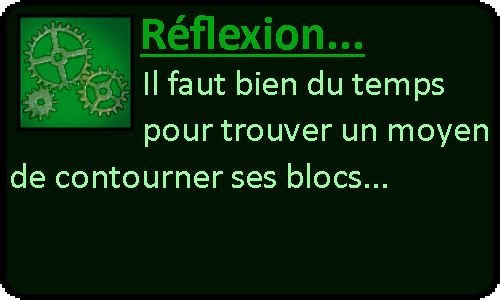 Réflexion...
Il faut bien du temps
pour trouver un moyen
de contourner ses blocs...